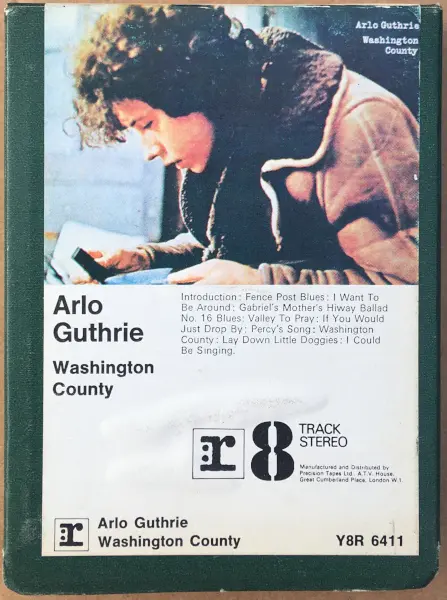 Arlo Guthrie
Washington
County
Arlo
Guthrie
Washington
County
Introduction: Fence Post Blues: I Want To
Be Around: Gabriel's Mother's Hiway Ballad
No. 16 Blues: Valley To Pray: If You Would
Just Drop By: Percy's Song: Washington
County: Lay Down Little Doggies: I Could
Be Singing.
r
8
TRACK
STEREO
Manufactured and Distributed by
Precision Tapes Ltd. A.T.V. House,
Great Cumberland Place, London W.1.
r
Arlo Guthrie
Washington County
Y8R 6411